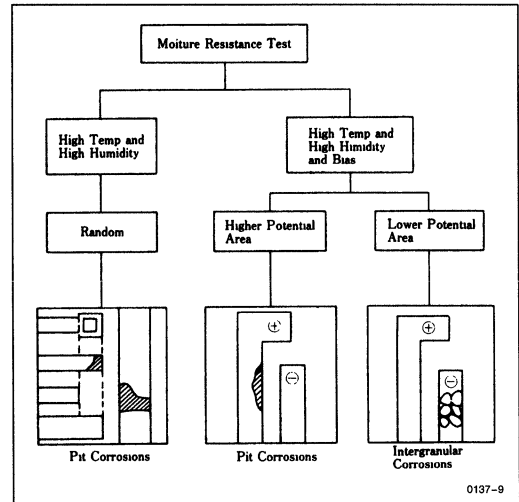 Moiture Resistance Test
High Temp and
High Humidity
High Temp and
High Himidity
and Bias
Random
Higher Potential
Area
Lower Potential
Area
+
−
+
−
Pit Corrosions
Pit Corrosions
Intergranular
Corrosions
0137-9